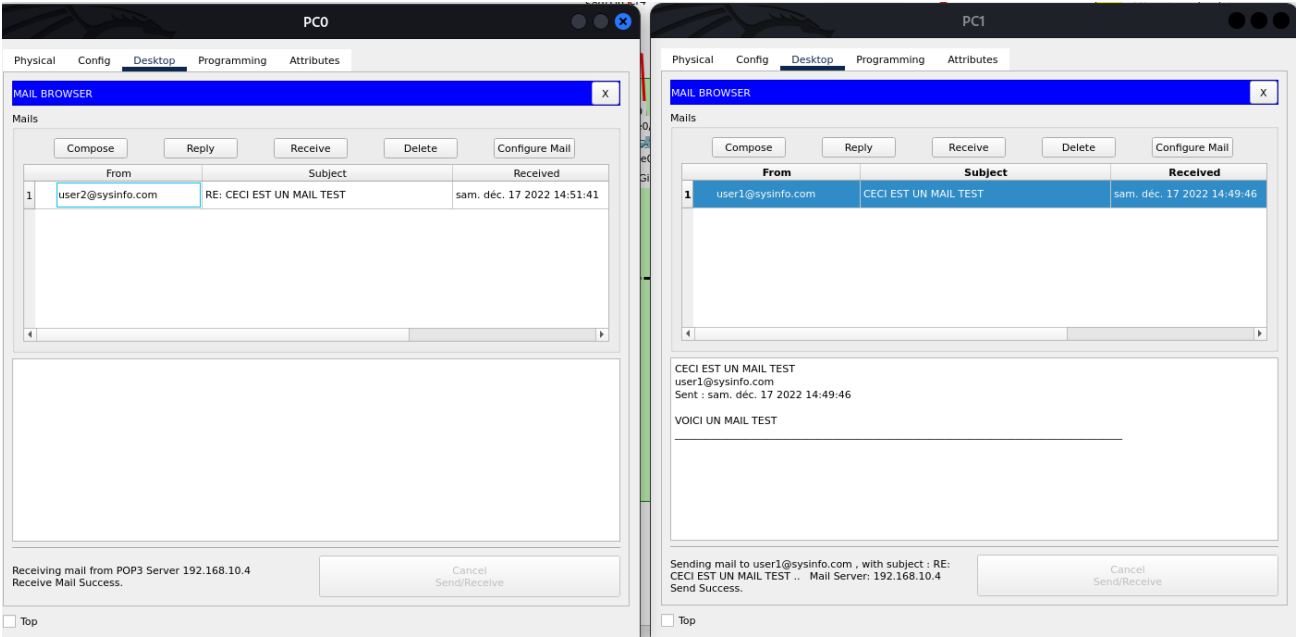 PC0
Physical Config Desktop Programming Attributes
MAIL BROWSER X
Mails
Compose Reply Receive Delete Configure Mail
From Subject Received
1 user2@sysinfo.com RE: CECI EST UN MAIL TEST sam. déc. 17 2022 14:51:41
Receiving mail from POP3 Server 192.168.10.4
Receive Mail Success.
Cancel
Send/Receive
Top
PC1
Physical Config Desktop Programming Attributes
MAIL BROWSER X
Mails
Compose Reply Receive Delete Configure Mail
From Subject Received
1 user1@sysinfo.com CECI EST UN MAIL TEST sam. déc. 17 2022 14:49:46
CECI EST UN MAIL TEST
user1@sysinfo.com
Sent : sam. déc. 17 2022 14:49:46
VOICI UN MAIL TEST
Sending mail to user1@sysinfo.com , with subject : RE:
CECI EST UN MAIL TEST .. Mail Server: 192.168.10.4
Send Success.
Cancel
Send/Receive
Top